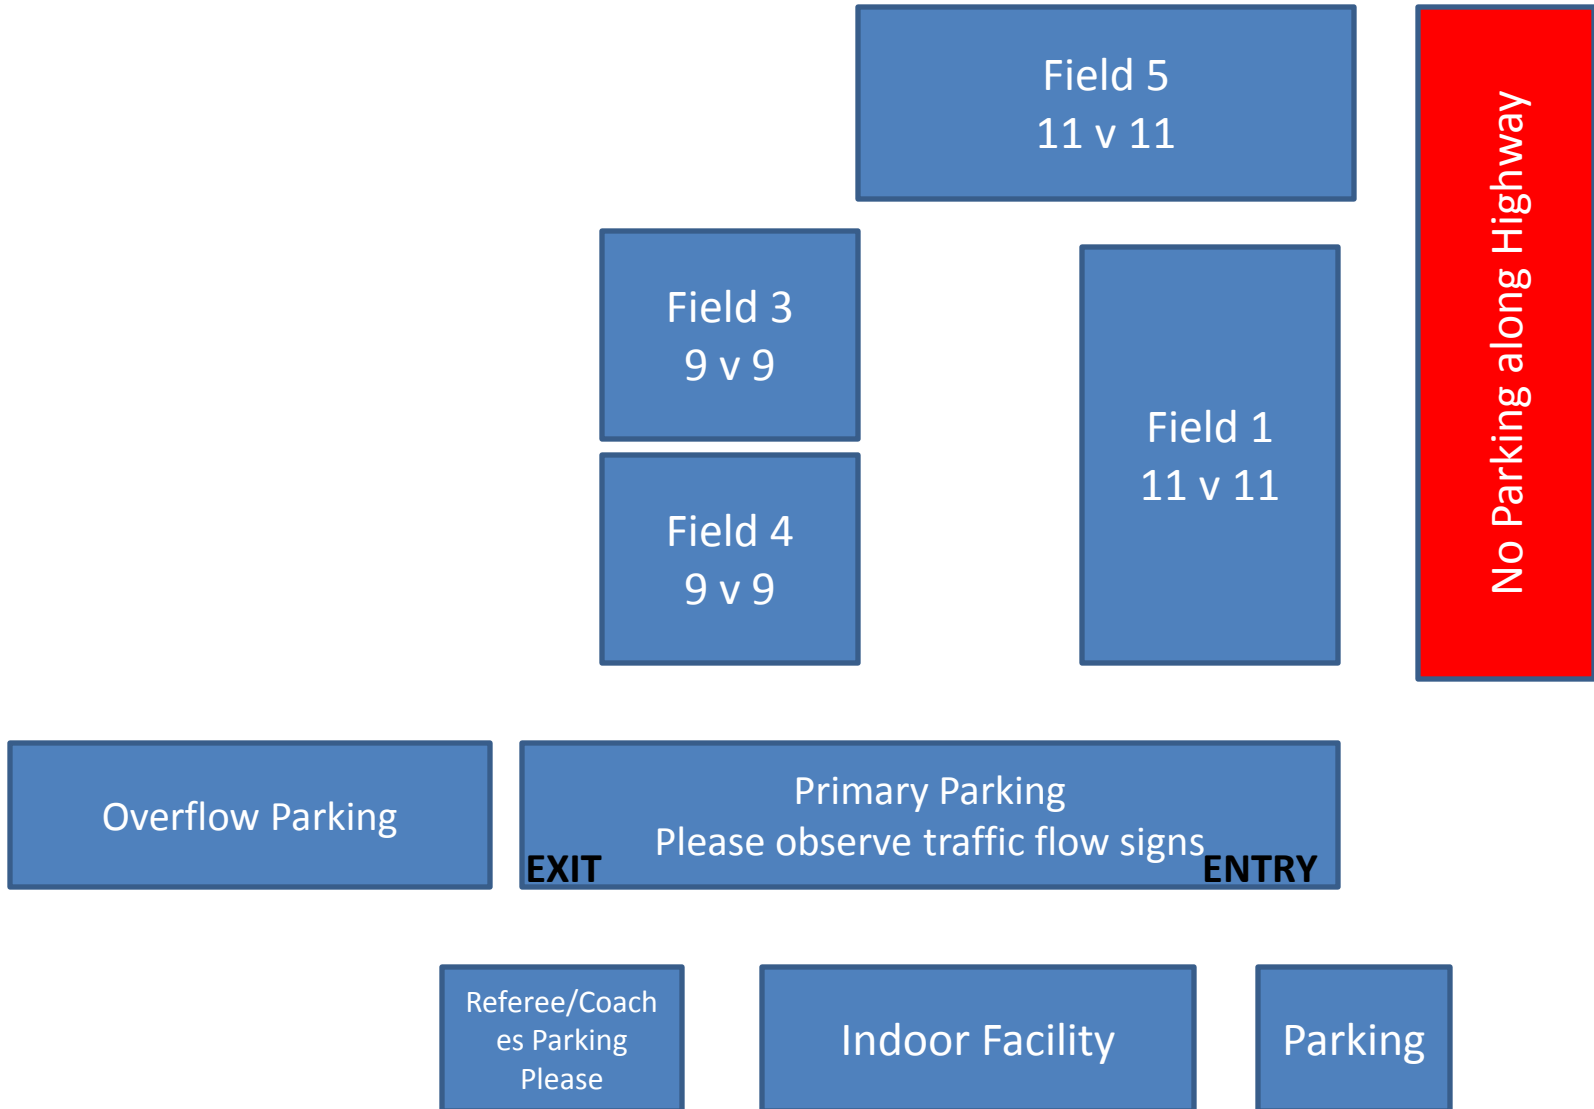 Field 5
11 v 11
No Parking along Highway
Field 3
9 v 9
Field 1
11 v 11
Field 4
9 v 9
Overflow Parking
Primary Parking
Please observe traffic flow signs
EXIT
ENTRY
Referee/Coach
es Parking
Please
Indoor Facility
Parking